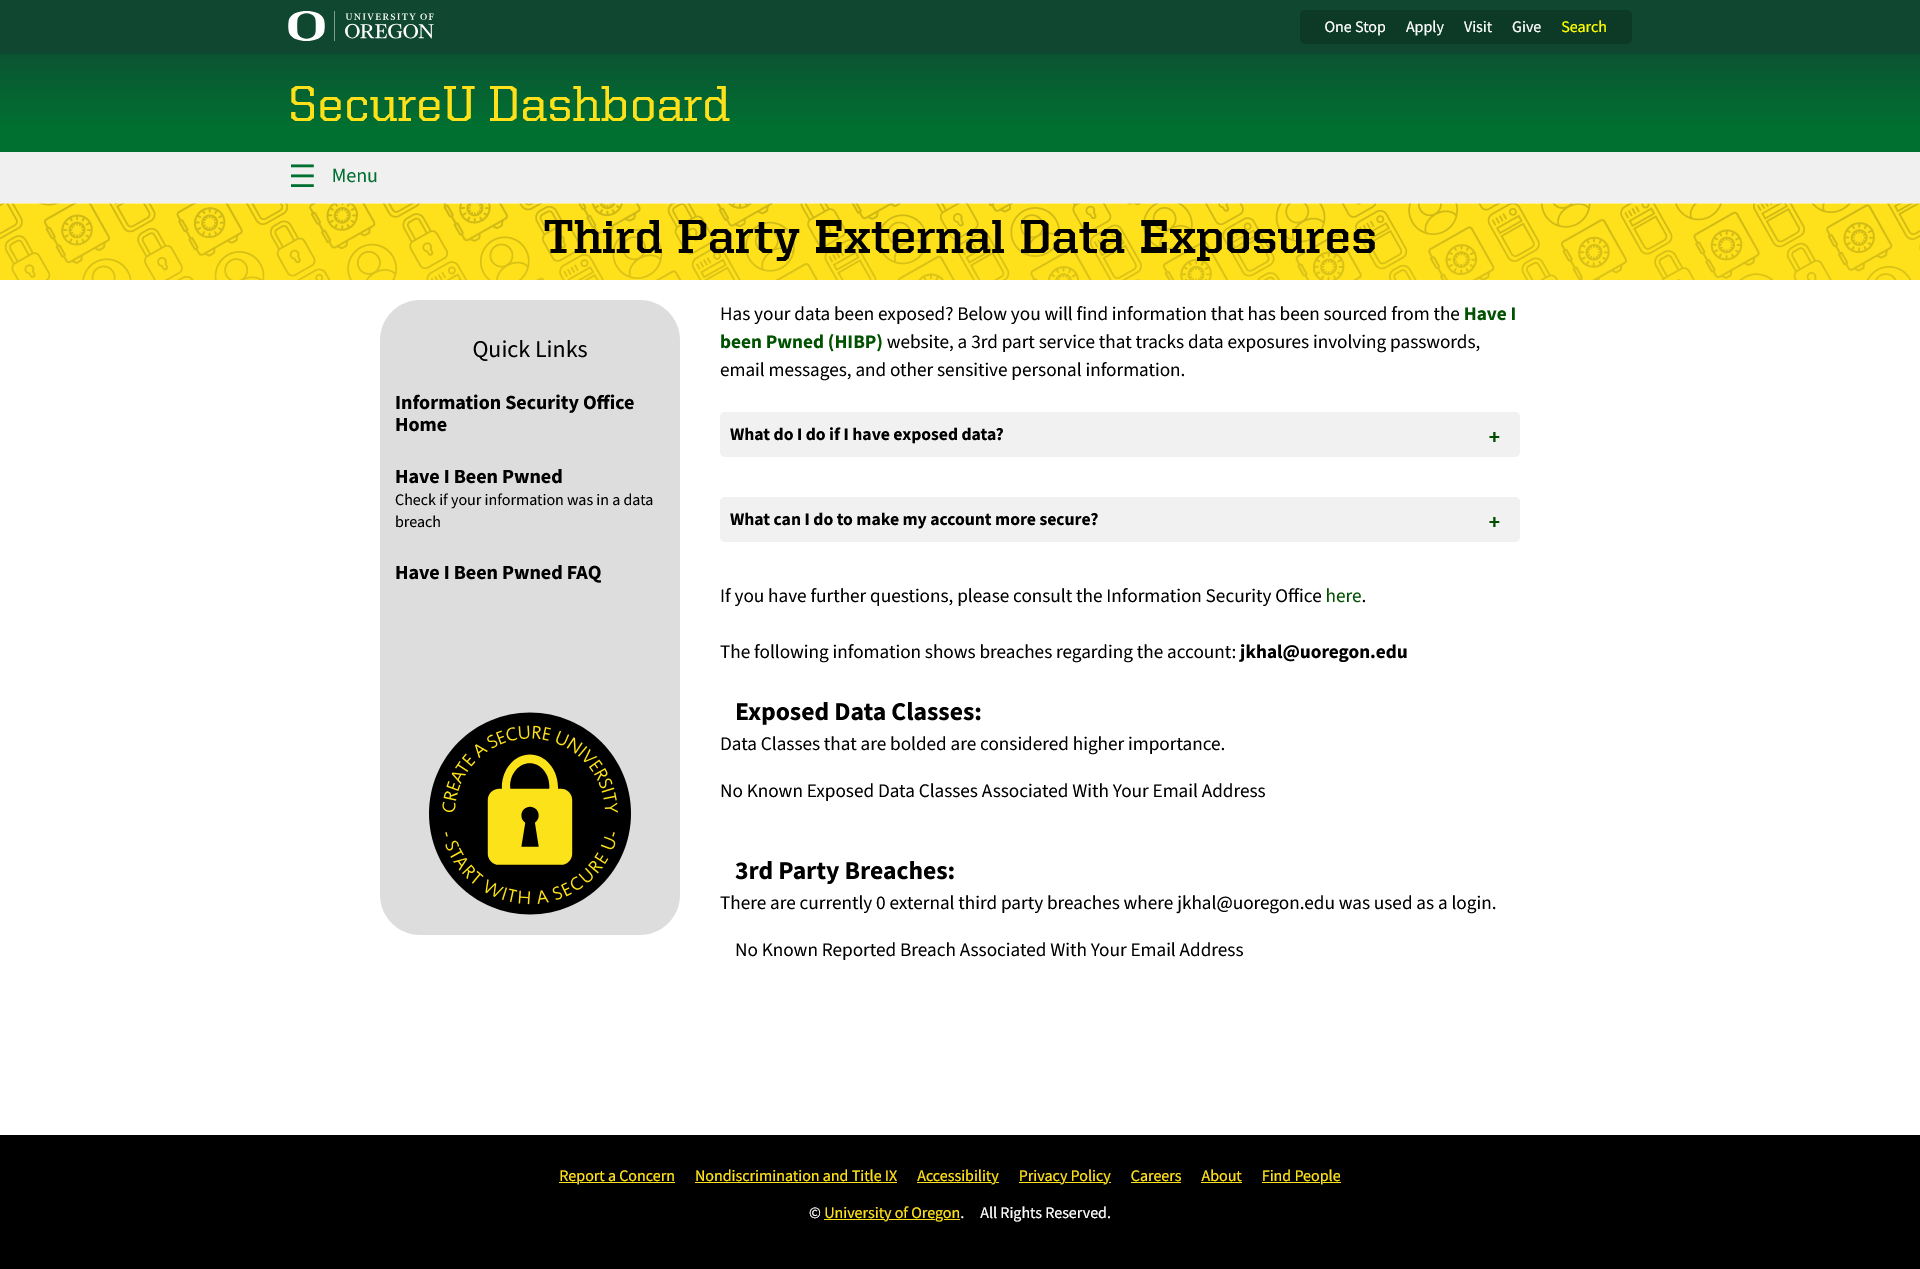 UNIVERSITY OF
OREGON
One Stop Apply Visit Give Search
SecureU Dashboard
Menu
Third Party External Data Exposures
Quick Links
Information Security Office
Home
Have I Been Pwned
Check if your information was in a data
breach
Have I Been Pwned FAQ
CREATE A SECURE UNIVERSITY
- START WITH A SECURE U-
Has your data been exposed? Below you will find information that has been sourced from the Have I
been Pwned (HIBP) website, a 3rd part service that tracks data exposures involving passwords,
email messages, and other sensitive personal information.
What do I do if I have exposed data? +
What can I do to make my account more secure? +
If you have further questions, please consult the Information Security Office here.
The following infomation shows breaches regarding the account: jkhal@uoregon.edu
Exposed Data Classes:
Data Classes that are bolded are considered higher importance.
No Known Exposed Data Classes Associated With Your Email Address
3rd Party Breaches:
There are currently 0 external third party breaches where jkhal@uoregon.edu was used as a login.
No Known Reported Breach Associated With Your Email Address
Report a Concern Nondiscrimination and Title IX Accessibility Privacy Policy Careers About Find People
© University of Oregon. All Rights Reserved.